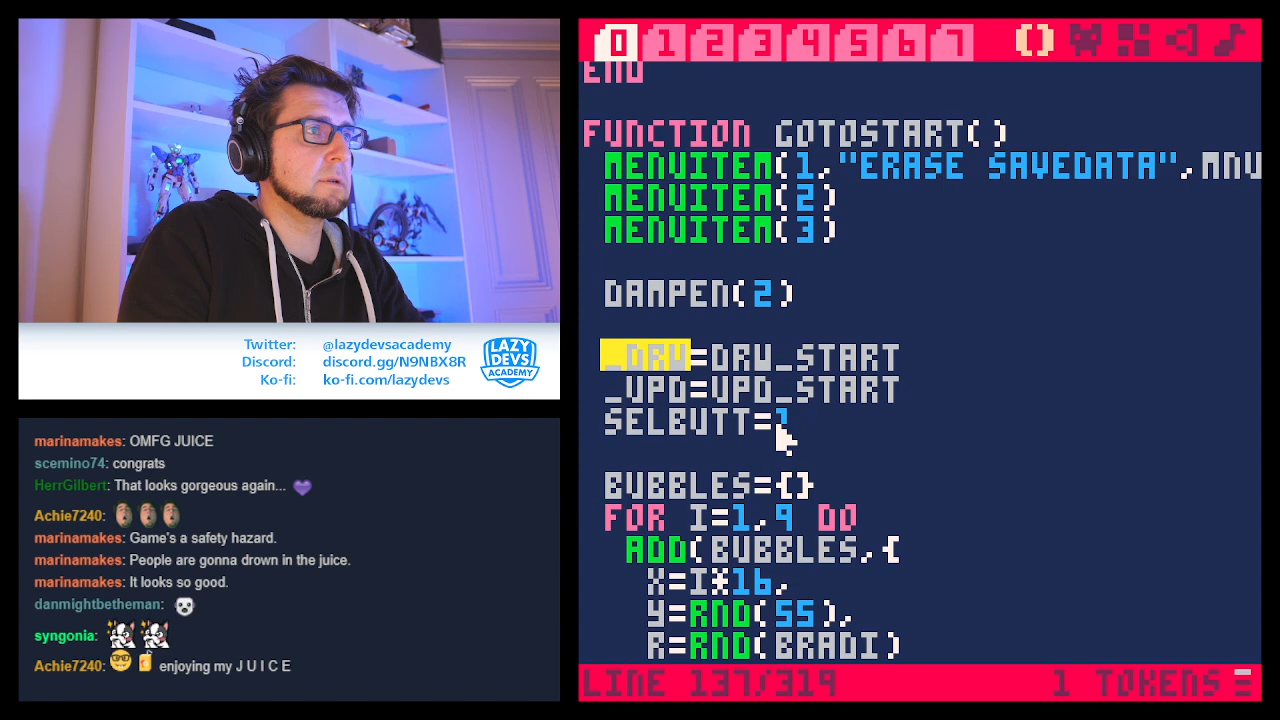 Twitter: @lazydevsacademy
Discord: discord.gg/N9NBX8R
Ko-fi: ko-fi.com/lazydevs
LAZY
DEVS
ACADEMY
marinamakes: OMFG JUICE
scemino74: congrats
HerrGilbert: That looks gorgeous again...
Achie7240:
marinamakes: Game's a safety hazard.
marinamakes: People are gonna drown in the juice.
marinamakes: It looks so good.
danmightbetheman:
syngonia:
Achie7240: enjoying my J U I C E
0 1 2 3 4 5 6 7 ()
END
FUNCTION GOTOSTART()
MENUITEM(1,"ERASE SAVEDATA",MNU
MENUITEM(2)
MENUITEM(3)
DAMPEN(2)
_DRW=DRW_START
_UPD=UPD_START
SELBUTT=1
BUBBLES={}
FOR I=1,9 DO
ADD(BUBBLES,{
X=I*16,
Y=RND(55),
R=RND(BRADI)
LINE 137/319 1 TOKENS